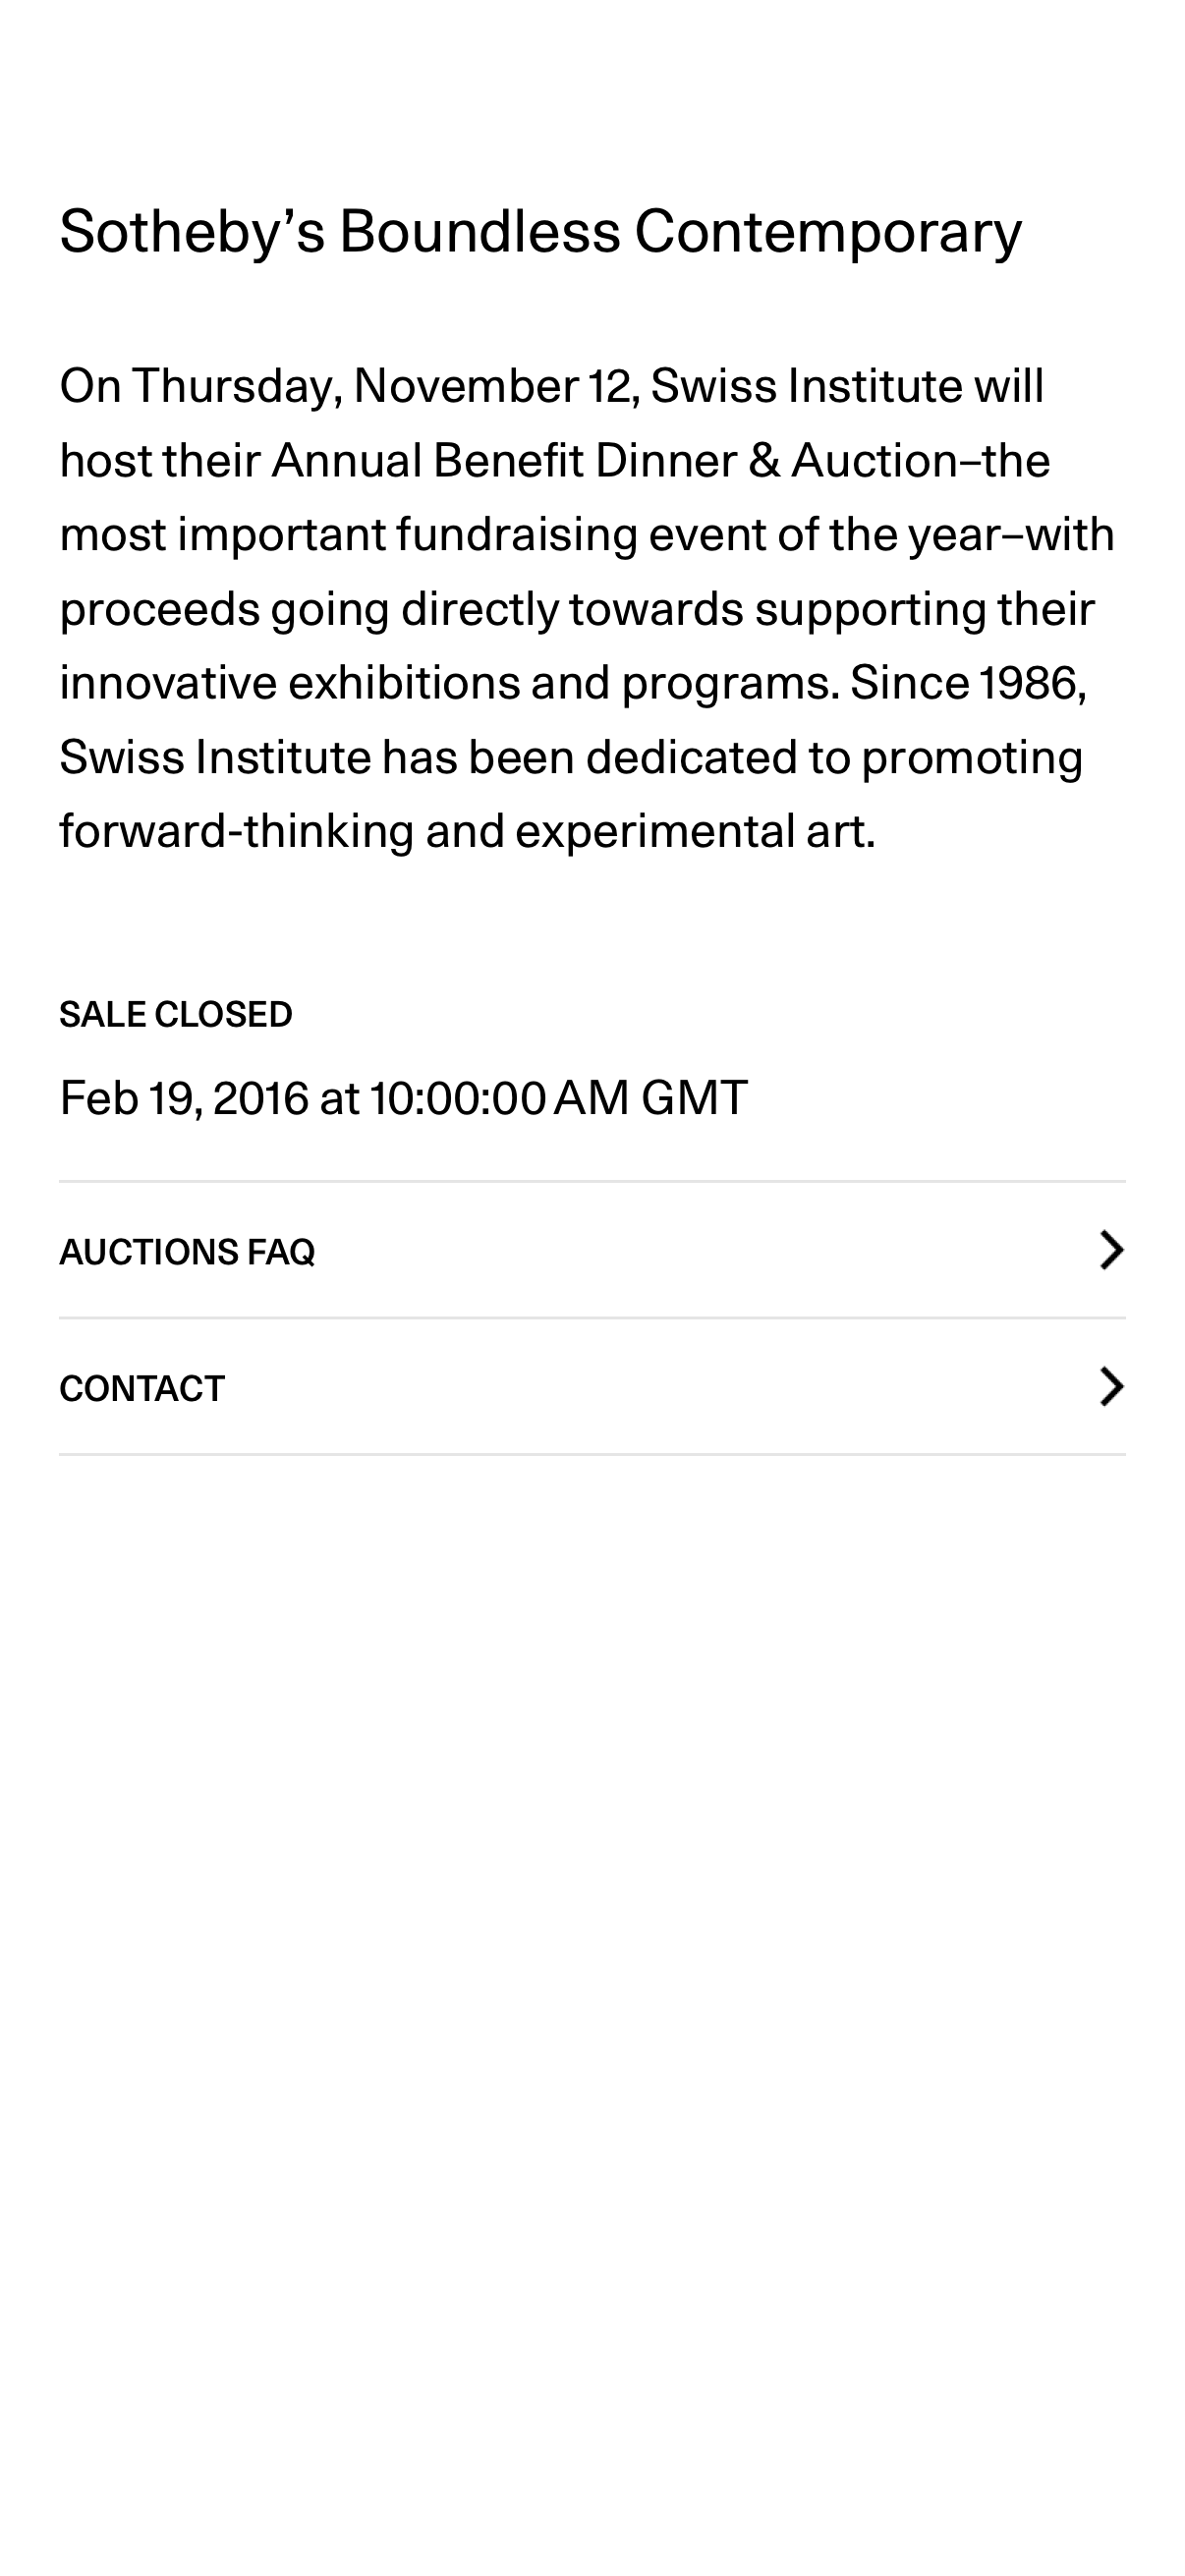 Sotheby’s Boundless Contemporary
On Thursday, November 12, Swiss Institute will
host their Annual Benefit Dinner & Auction–the
most important fundraising event of the year–with
proceeds going directly towards supporting their
innovative exhibitions and programs. Since 1986,
Swiss Institute has been dedicated to promoting
forward-thinking and experimental art.
SALE CLOSED
Feb 19, 2016 at 10:00:00 AM GMT
AUCTIONS FAQ
CONTACT